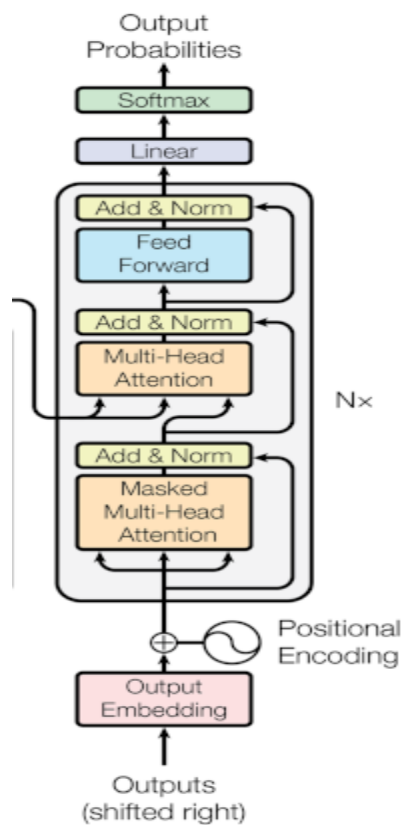 Output
Probabilities
Softmax
Linear
Add & Norm
Feed
Forward
Add & Norm
Multi-Head
Attention
N×
Add & Norm
Masked
Multi-Head
Attention
Positional
Encoding
Output
Embedding
Outputs
(shifted right)